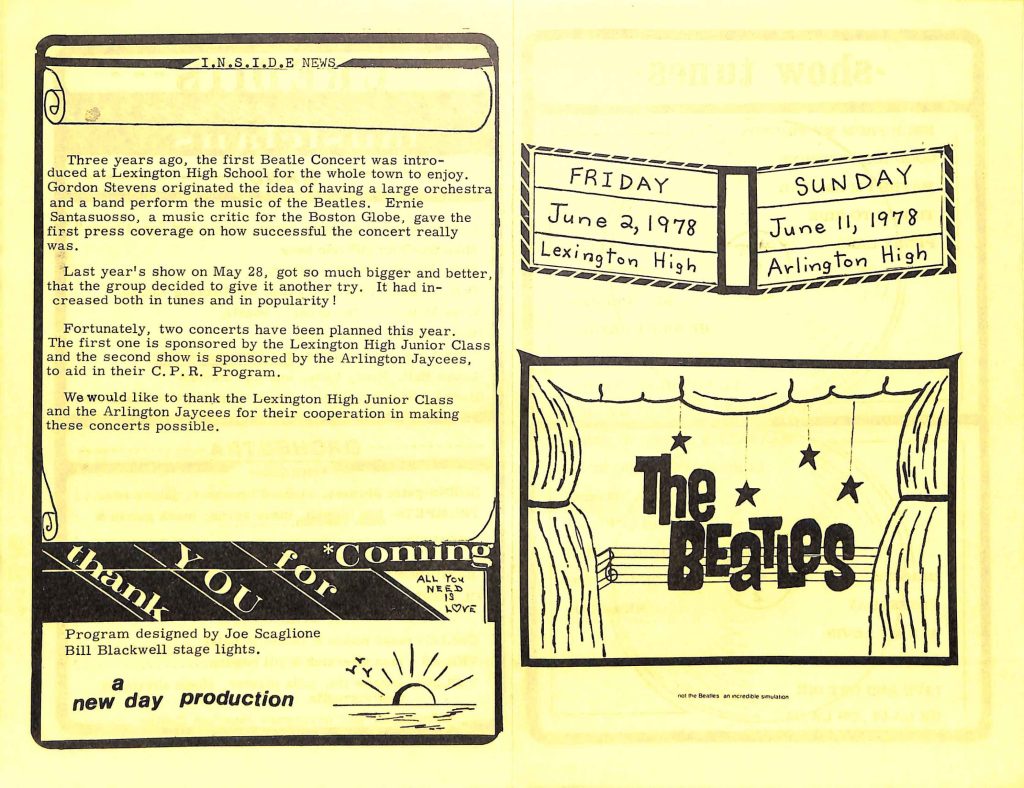 I.N.S.I.D.E NEWS
Three years ago, the first Beatle Concert was intro-
duced at Lexington High School for the whole town to enjoy.
Gordon Stevens originated the idea of having a large orchestra
and a band perform the music of the Beatles. Ernie
Santasuosso, a music critic for the Boston Globe, gave the
first press coverage on how successful the concert really
was.
Last year's show on May 28, got so much bigger and better,
that the group decided to give it another try. It had in-
creased both in tunes and in popularity!
Fortunately, two concerts have been planned this year.
The first one is sponsored by the Lexington High Junior Class
and the second show is sponsored by the Arlington Jaycees,
to aid in their C.P.R. Program.
We would like to thank the Lexington High Junior Class
and the Arlington Jaycees for their cooperation in making
these concerts possible.
thank YOU for *Coming
ALL YOU
NEED
IS
L♡VE
Program designed by Joe Scaglione
Bill Blackwell stage lights.
a
new day production
FRIDAY
June 2, 1978
Lexington High
SUNDAY
June 11, 1978
Arlington High
The
BEATLES
not the Beatles an incredible simulation